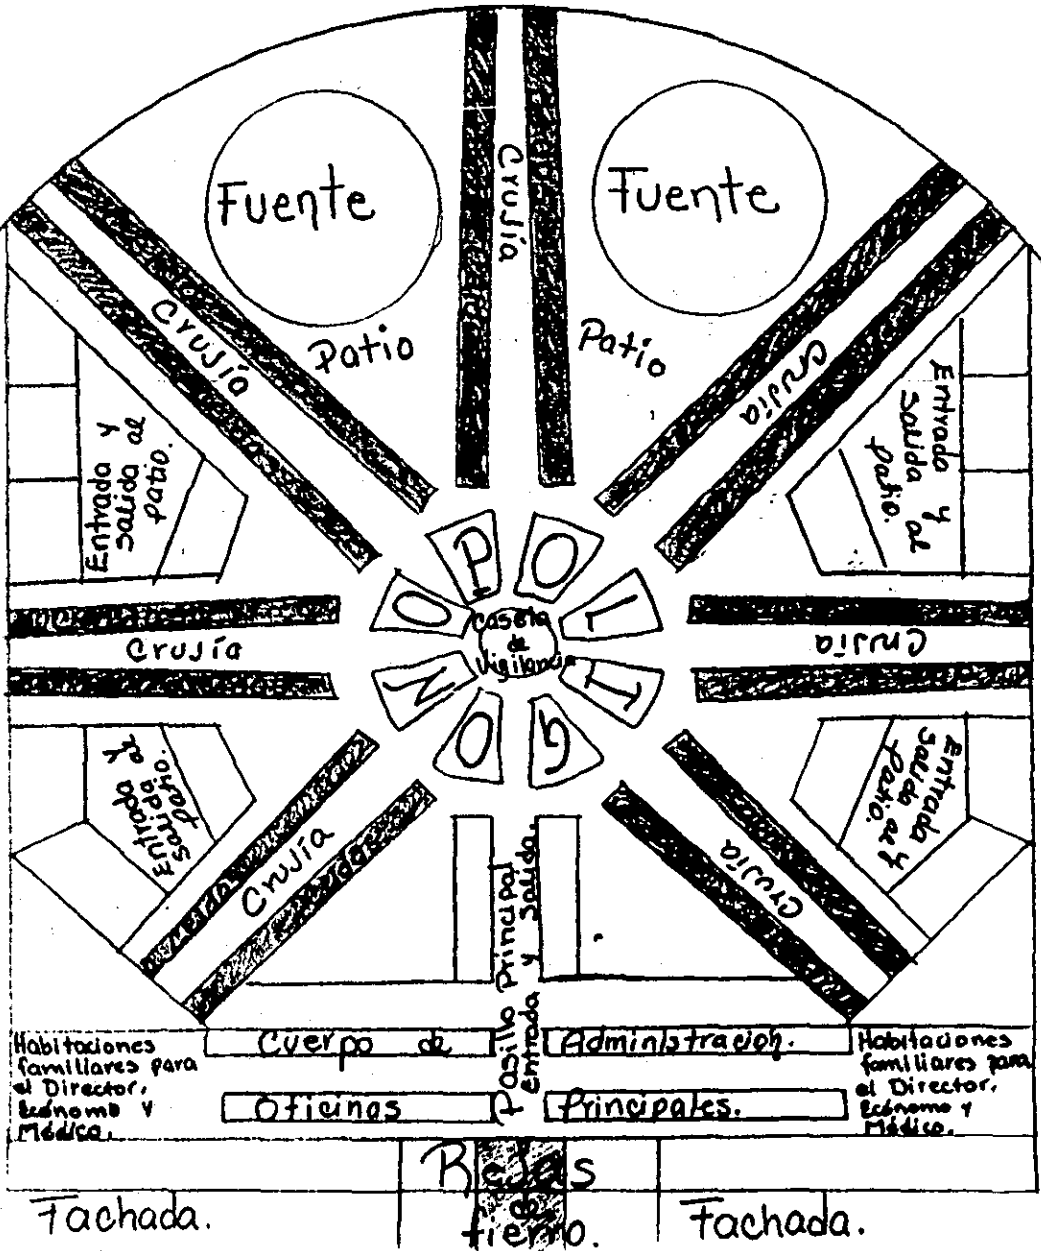 Fuente
Fuente
Crujía
Crujía
Patio
Patio
Crujía
Entrada y
salida al
patio.
Entrada y
salida al
patio.
P
O
L
I
G
O
N
O
Caseta
de
Vigilancia
Crujía
Crujía
Entrada y
salida al
Patio.
Entrada y
salida al
Patio.
Crujía
Crujía
Pasillo Principal
entrada y salida.
Habitaciones
familiares para
el Director,
Ecónomo y
Médico.
Cuerpo de
Administración.
Habitaciones
familiares para
el Director,
Ecónomo y
Médico.
Oficinas
Principales.
Rejas
de
fierro.
Fachada.
Fachada.